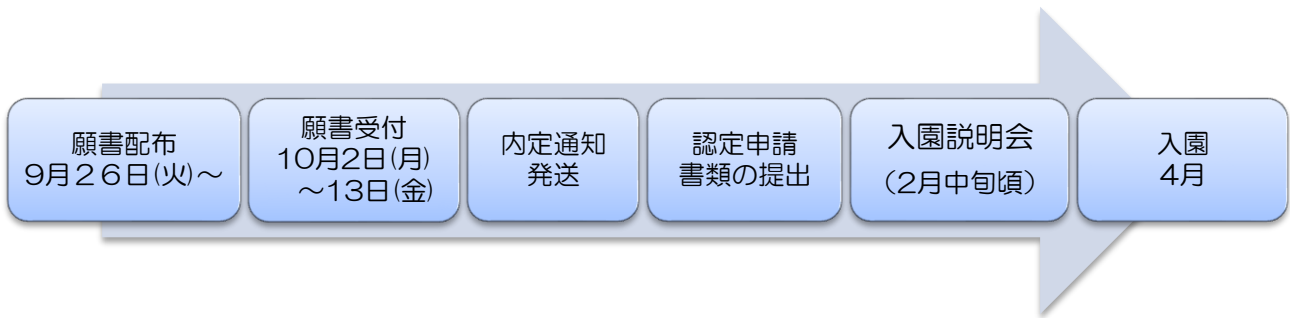 願書配布
9月２６日(火)～
願書受付
10月2日(月)
～13日(金)
内定通知
発送
認定申請
書類の提出
入園説明会
（2月中旬頃）
入園
4月